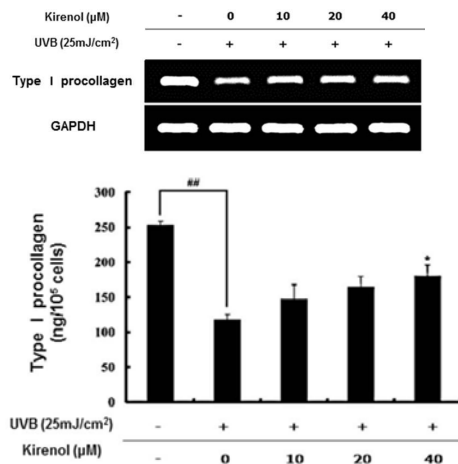 Kirenol (μM) - 0 10 20 40
UVB (25mJ/cm²) - + + + +
Type I procollagen
GAPDH
300
##
250
*
200
150
100
50
0
Type I procollagen
(ng/10⁵ cells)
UVB (25mJ/cm²) - + + + +
Kirenol (μM) - 0 10 20 40